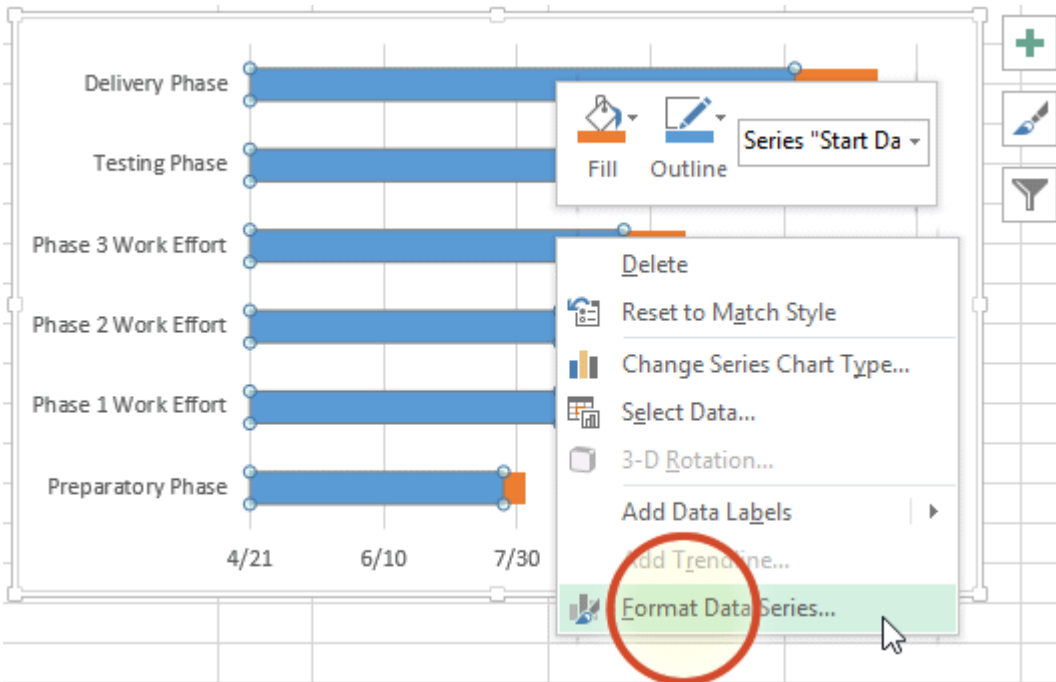 Delivery Phase
Testing Phase
Phase 3 Work Effort
Phase 2 Work Effort
Phase 1 Work Effort
Preparatory Phase
4/21 6/10 7/30
Fill Outline Series "Start Da
Delete
Reset to Match Style
Change Series Chart Type...
Select Data...
3-D Rotation...
Add Data Labels
Add Trendline...
Format Data Series...